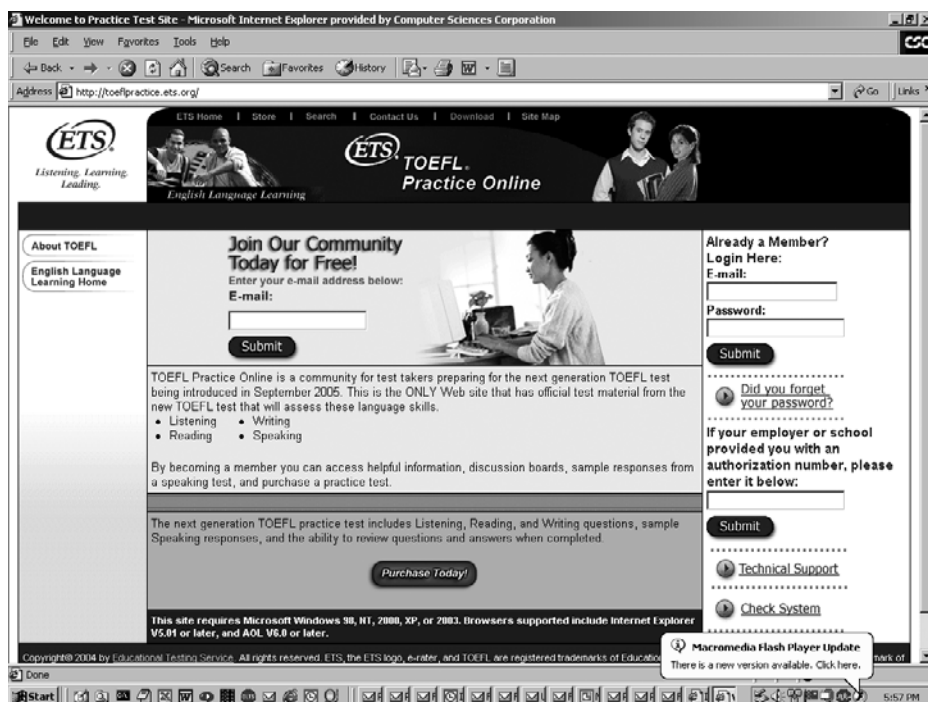 Welcome to Practice Test Site - Microsoft Internet Explorer provided by Computer Sciences Corporation
File Edit View Favorites Tools Help
CSC
Back Search Favorites History
Address http://toeflpractice.ets.org/ Go Links
ETS Home | Store | Search | Contact Us | Download | Site Map
ETS
Listening. Learning.
Leading.
English Language Learning
ETS TOEFL
Practice Online
About TOEFL
English Language
Learning Home
Join Our Community
Today for Free!
Enter your e-mail address below:
E-mail:
Submit
TOEFL Practice Online is a community for test takers preparing for the next generation TOEFL test
being introduced in September 2005. This is the ONLY Web site that has official test material from the
new TOEFL test that will assess these language skills.
• Listening • Writing
• Reading • Speaking
By becoming a member you can access helpful information, discussion boards, sample responses from
a speaking test, and purchase a practice test.
The next generation TOEFL practice test includes Listening, Reading, and Writing questions, sample
Speaking responses, and the ability to review questions and answers when completed.
Purchase Today!
This site requires Microsoft Windows 98, NT, 2000, XP, or 2003. Browsers supported include Internet Explorer
V5.01 or later, and AOL V6.0 or later.
Already a Member?
Login Here:
E-mail:
Password:
Submit
Did you forget
your password?
If your employer or school
provided you with an
authorization number, please
enter it below:
Submit
Technical Support
Check System
Macromedia Flash Player Update
There is a new version available. Click here.
Copyright© 2004 by Educational Testing Service. All rights reserved. ETS, the ETS logo, e-rater, and TOEFL are registered trademarks of mark of
Done
Start 5:57 PM